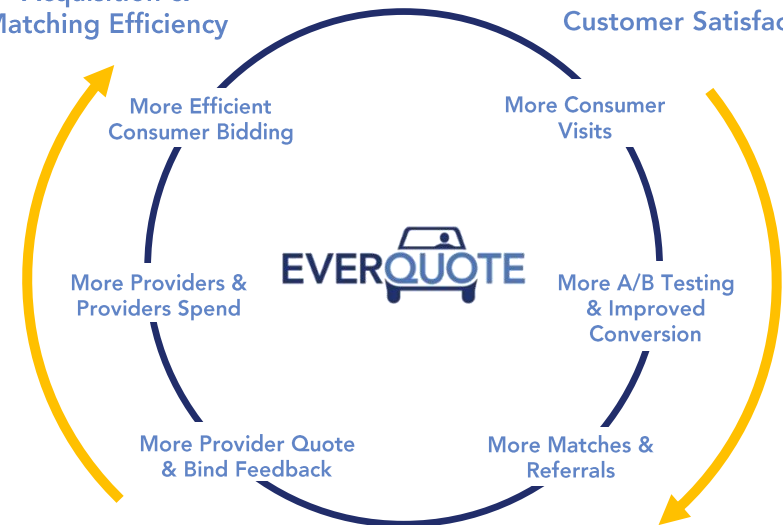 Acquisition &
Matching Efficiency
Customer
More Efficient
Consumer Bidding
More Consumer
Visits
EVERQUOTE
More Providers &
Providers Spend
More A/B Testing
& Improved
Conversion
More Provider Quote
& Bind Feedback
More Matches &
Referrals